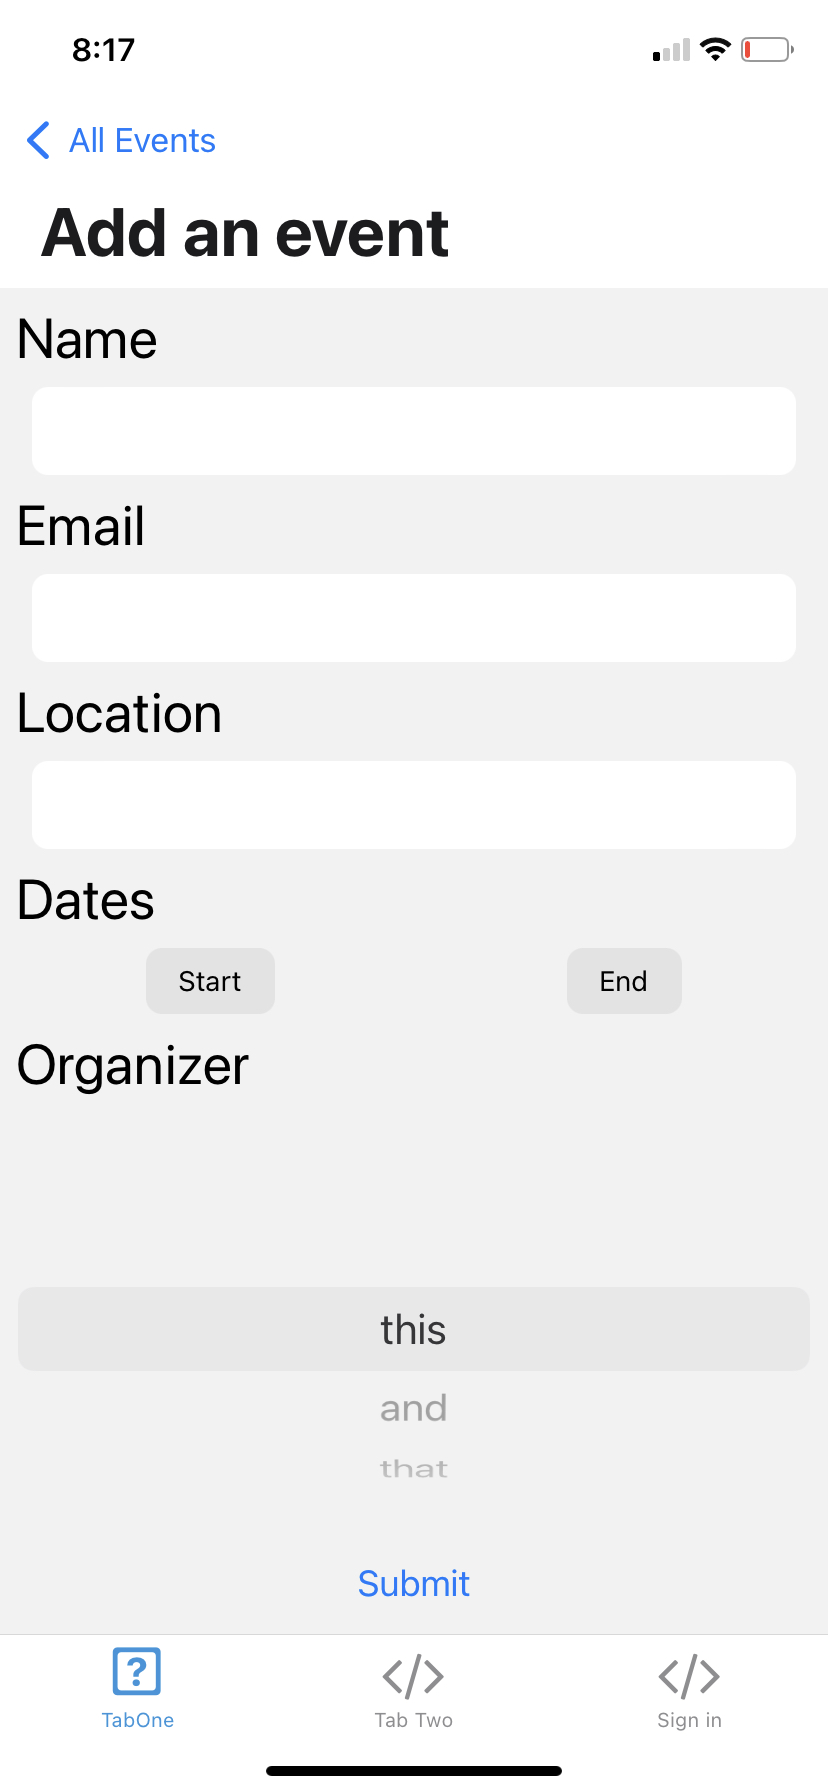 8:17
All Events
Add an event
Name
Email
Location
Dates
Start End
Organizer
this
and
that
Submit
?
TabOne Tab Two Sign in